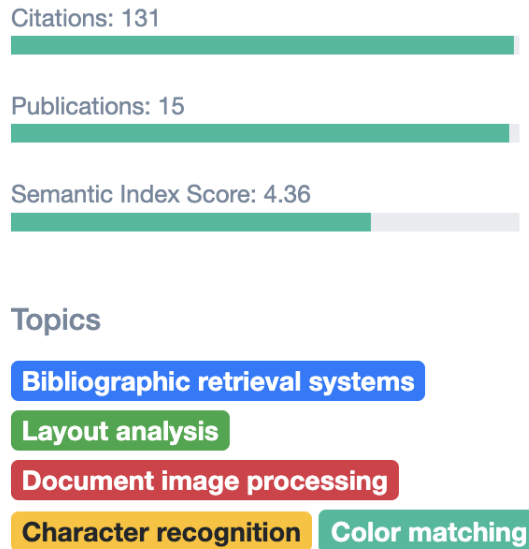 Citations: 131
Publications: 15
Semantic Index Score: 4.36
Topics
Bibliographic retrieval systems
Layout analysis
Document image processing
Character recognition Color matching